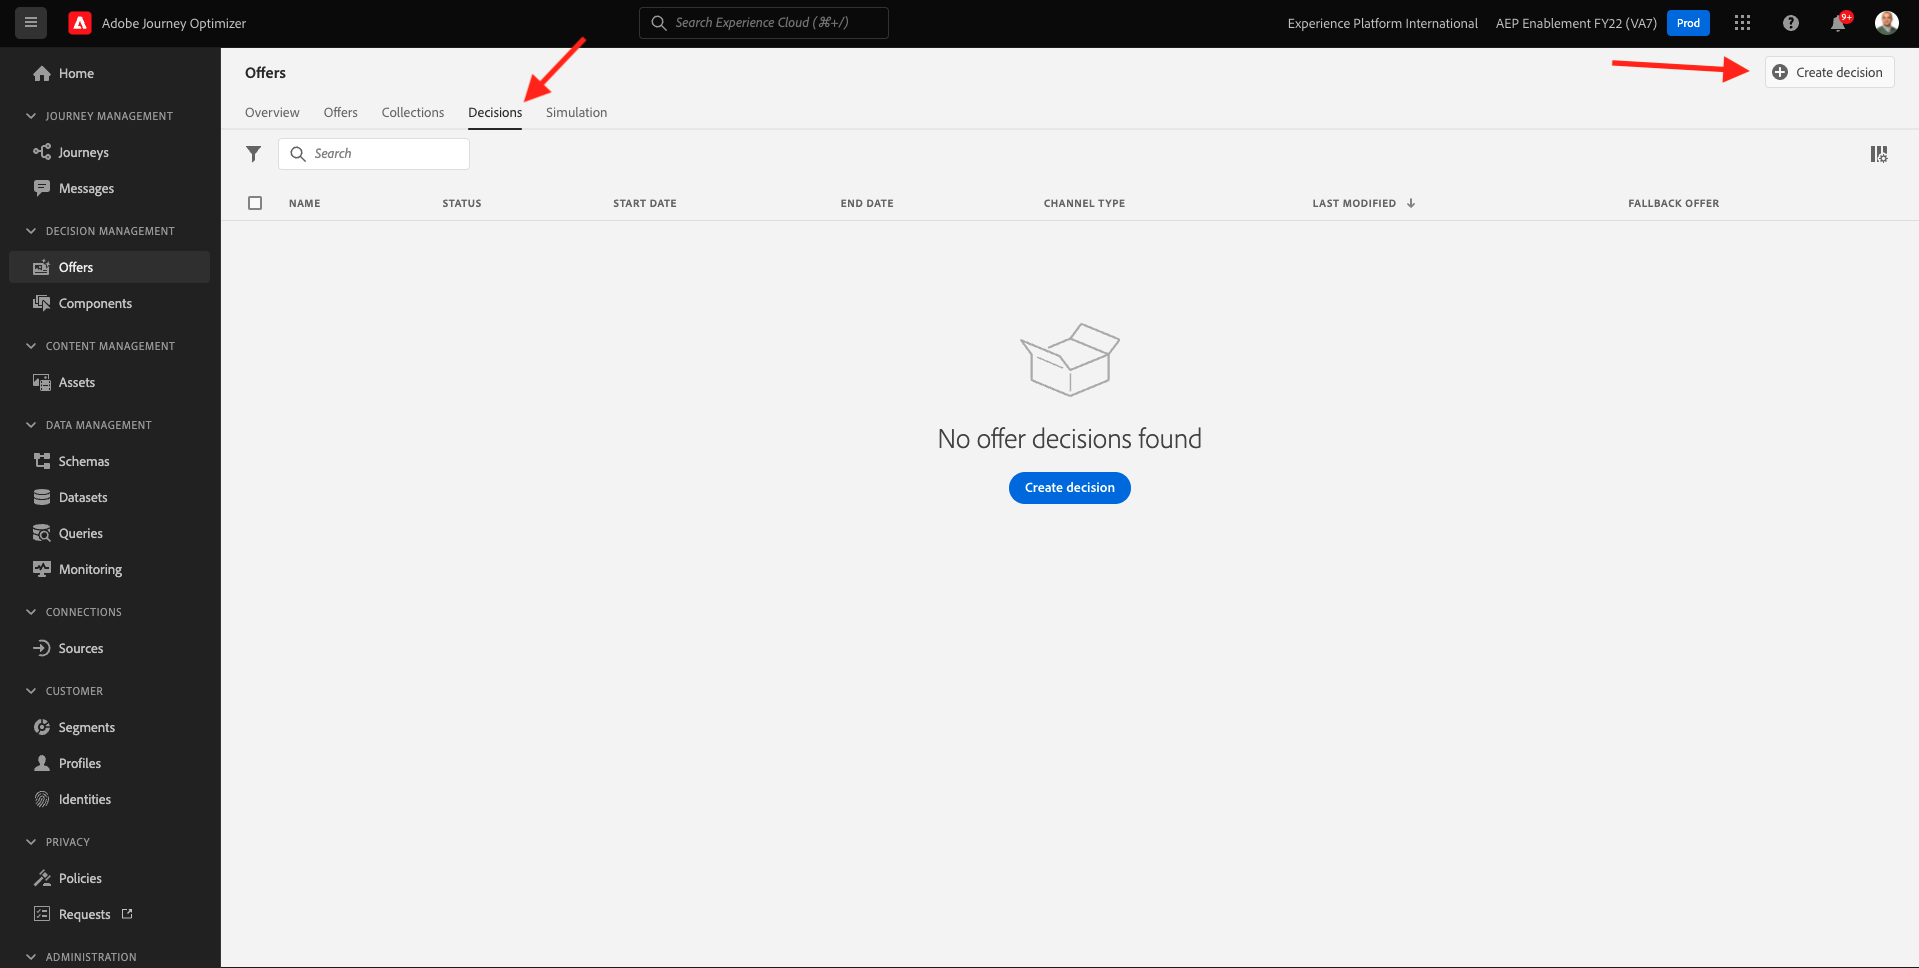 Adobe Journey Optimizer
Search Experience Cloud (⌘+/)
Experience Platform International
AEP Enablement FY22 (VA7)
Prod
9+
Home
JOURNEY MANAGEMENT
Journeys
Messages
DECISION MANAGEMENT
Offers
Components
CONTENT MANAGEMENT
Assets
DATA MANAGEMENT
Schemas
Datasets
Queries
Monitoring
CONNECTIONS
Sources
CUSTOMER
Segments
Profiles
Identities
PRIVACY
Policies
Requests
ADMINISTRATION
Offers
Create decision
Overview Offers Collections Decisions Simulation
Search
NAME STATUS START DATE END DATE CHANNEL TYPE LAST MODIFIED FALLBACK OFFER
No offer decisions found
Create decision